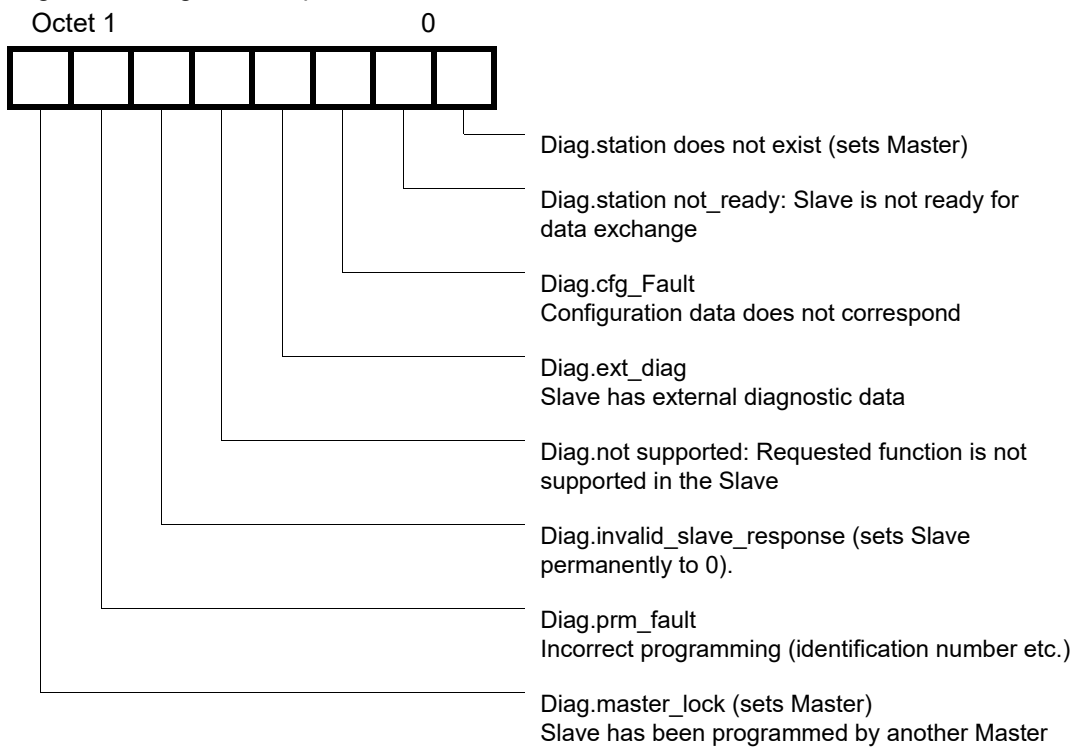 Octet 1 0
Diag.station does not exist (sets Master)
Diag.station not_ready: Slave is not ready for
data exchange
Diag.cfg_Fault
Configuration data does not correspond
Diag.ext_diag
Slave has external diagnostic data
Diag.not supported: Requested function is not
supported in the Slave
Diag.invalid_slave_response (sets Slave
permanently to 0).
Diag.prm_fault
Incorrect programming (identification number etc.)
Diag.master_lock (sets Master)
Slave has been programmed by another Master